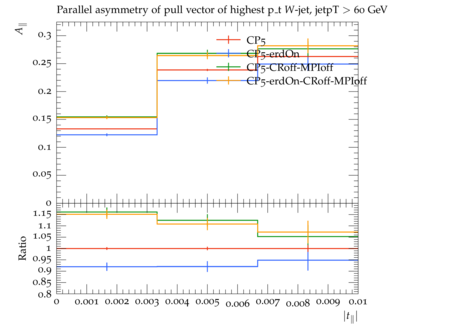 Parallel asymmetry of pull vector of highest p_t W-jet, jetpT > 60 GeV
A∥
CP5
CP5-erdOn
CP5-CRoff-MPIoff
CP5-erdOn-CRoff-MPIoff
0.3
0.25
0.2
0.15
0.1
0.05
0
Ratio
1.15
1.1
1.05
1
0.95
0.9
0.85
0.8
0 0.001 0.002 0.003 0.004 0.005 0.006 0.007 0.008 0.009 0.01
|t∥|